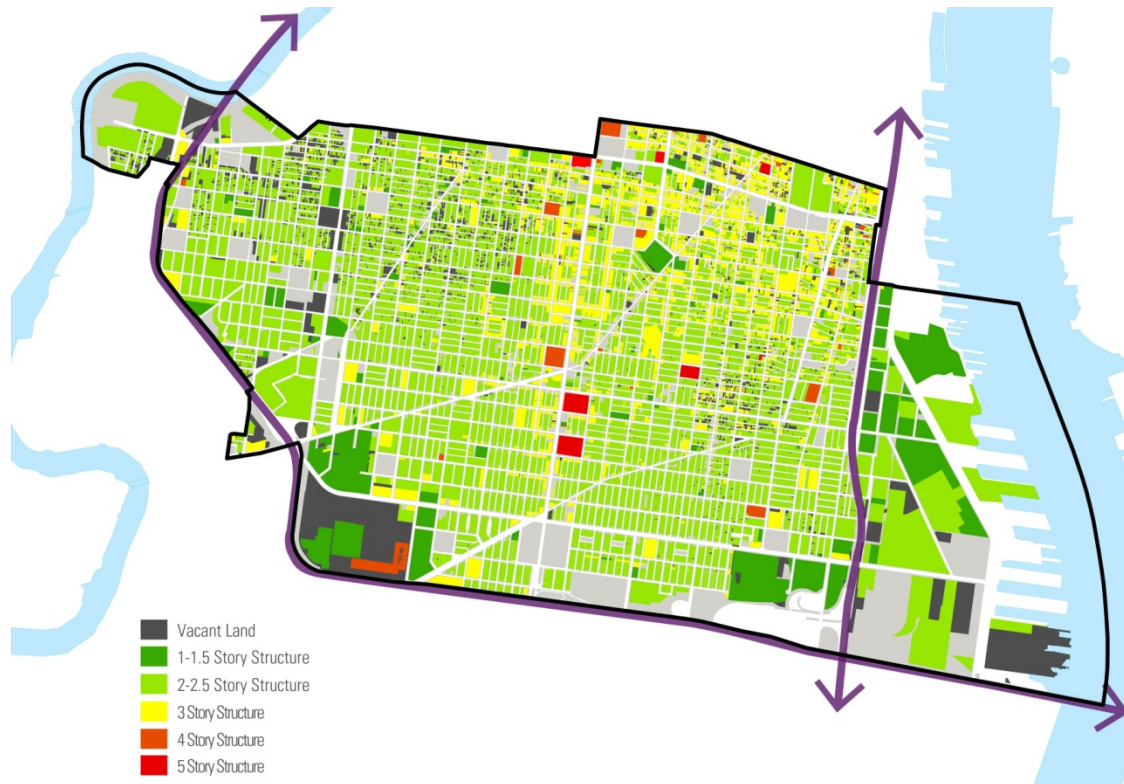 Vacant Land
1-1.5 Story Structure
2-2.5 Story Structure
3 Story Structure
4 Story Structure
5 Story Structure